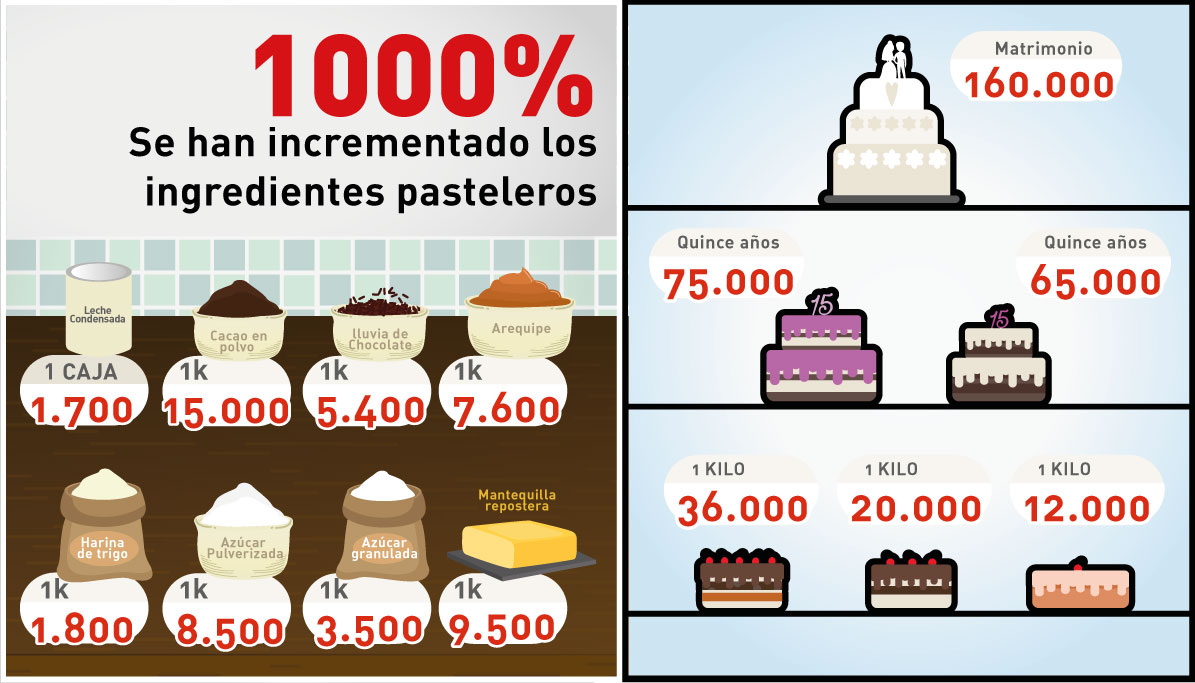 1000%
Se han incrementado los
ingredientes pasteleros
Leche
Condensada
1 CAJA
1.700
Cacao en
polvo
1k
15.000
lluvia de
Chocolate
1k
5.400
Arequipe
1k
7.600
Harina
de trigo
1k
1.800
Azúcar
Pulverizada
1k
8.500
Azúcar
granulada
1k
3.500
Mantequilla
repostera
1k
9.500
Matrimonio
160.000
Quince años
75.000
15
Quince años
65.000
15
1 KILO
36.000
1 KILO
20.000
1 KILO
12.000